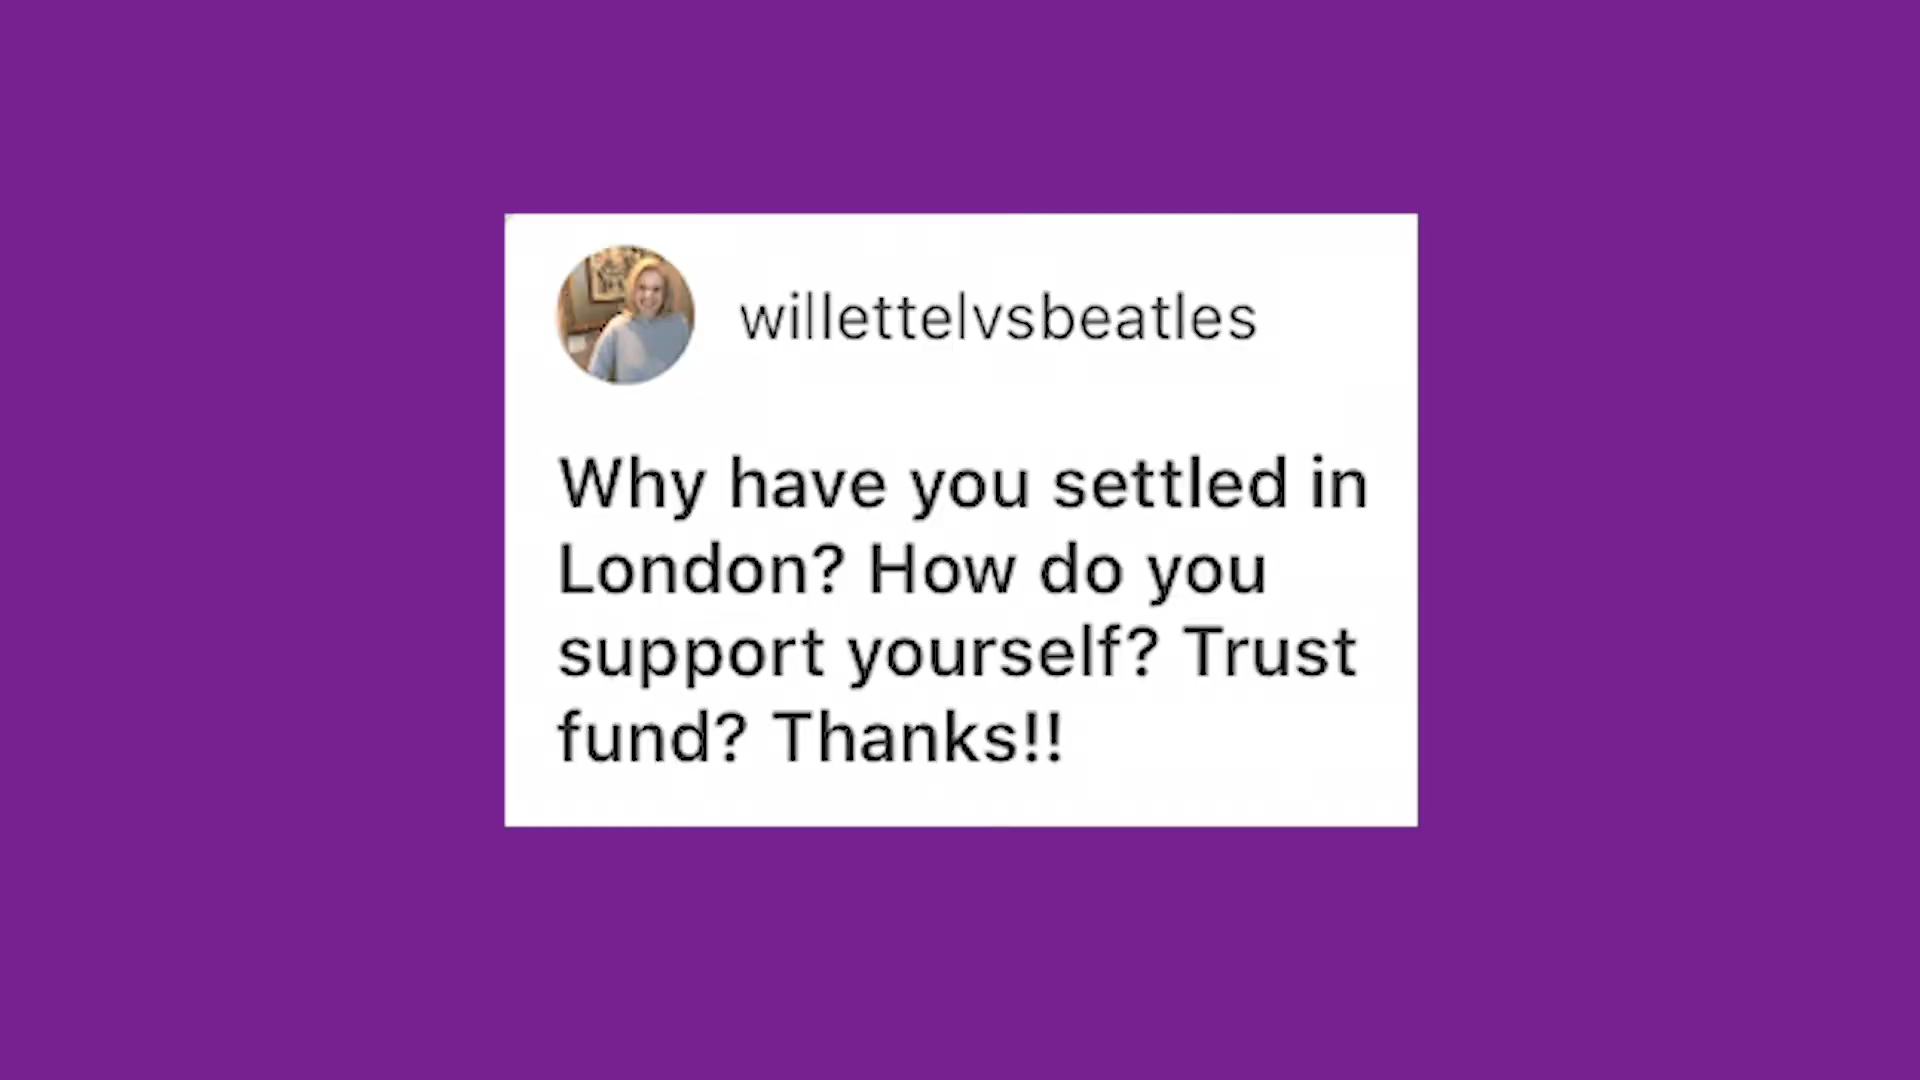 willettelvsbeatles
Why have you settled in
London? How do you
support yourself? Trust
fund? Thanks!!